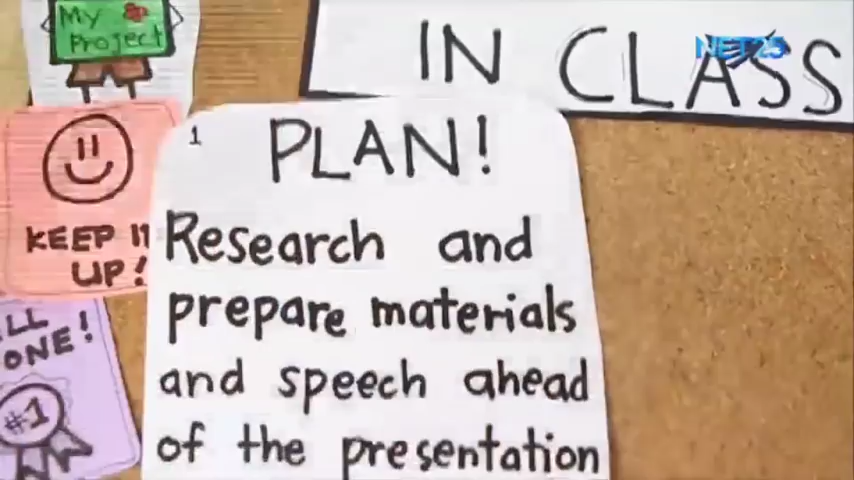 My
Project
IN CLASS
NET25
KEEP IT
UP!
1
PLAN!
Research and
prepare materials
and speech ahead
of the presentation
ONE!
#1